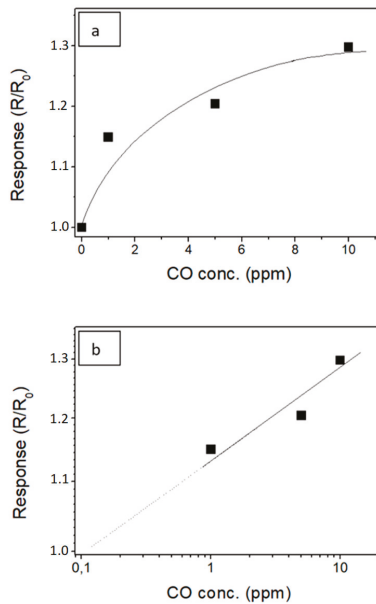 a
Response (R/R0)
1.3
1.2
1.1
1.0
0 2 4 6 8 10
CO conc. (ppm)
b
Response (R/R0)
1.3
1.2
1.1
1.0
0,1 1 10
CO conc. (ppm)